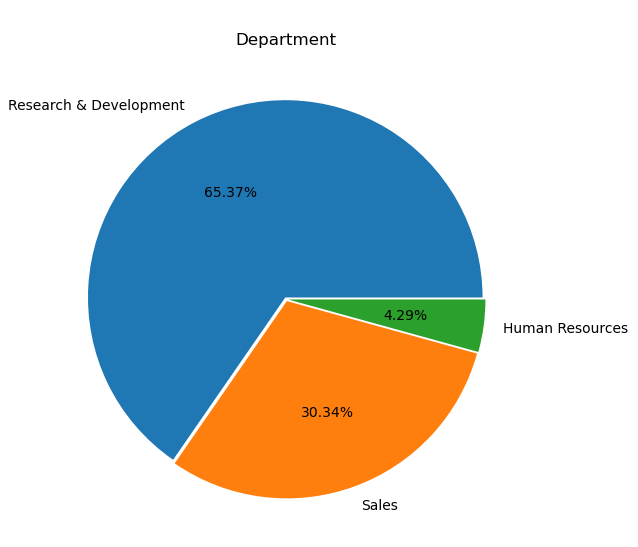 Department
Research & Development
65.37%
4.29%
Human Resources
30.34%
Sales